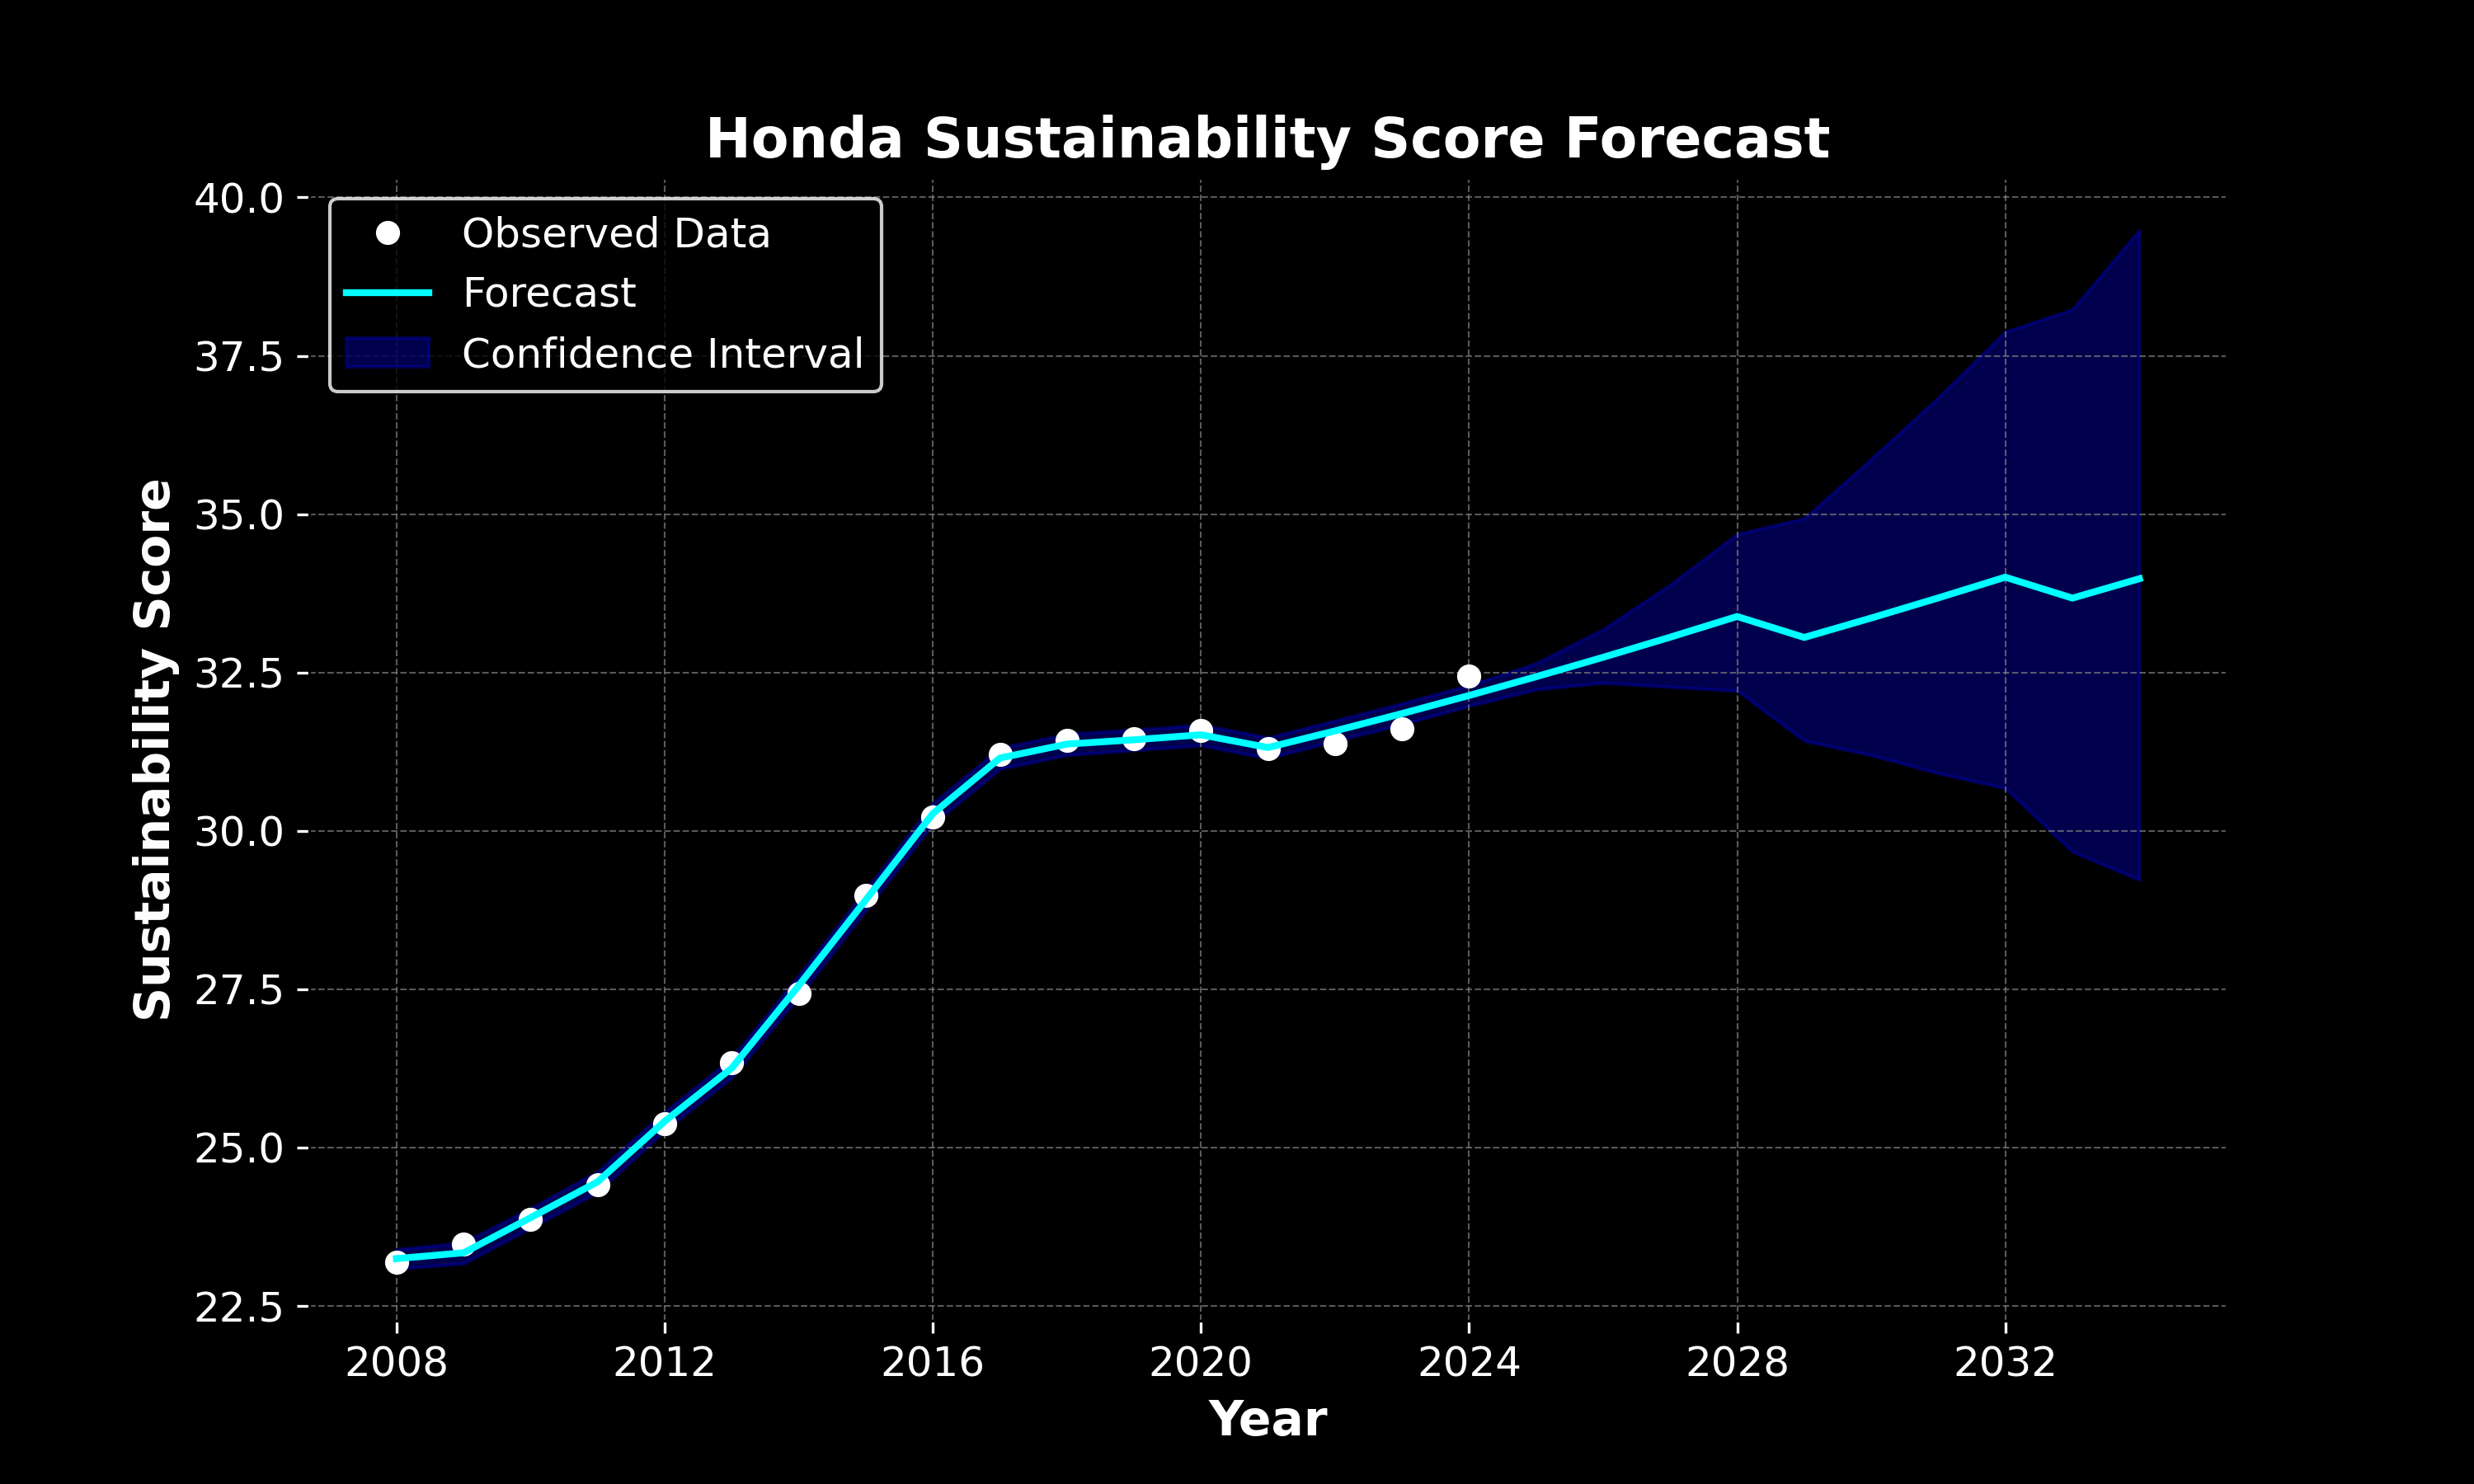 Honda Sustainability Score Forecast
Observed Data
Forecast
Confidence Interval
Sustainability Score
40.0
37.5
35.0
32.5
30.0
27.5
25.0
22.5
2008 2012 2016 2020 2024 2028 2032
Year